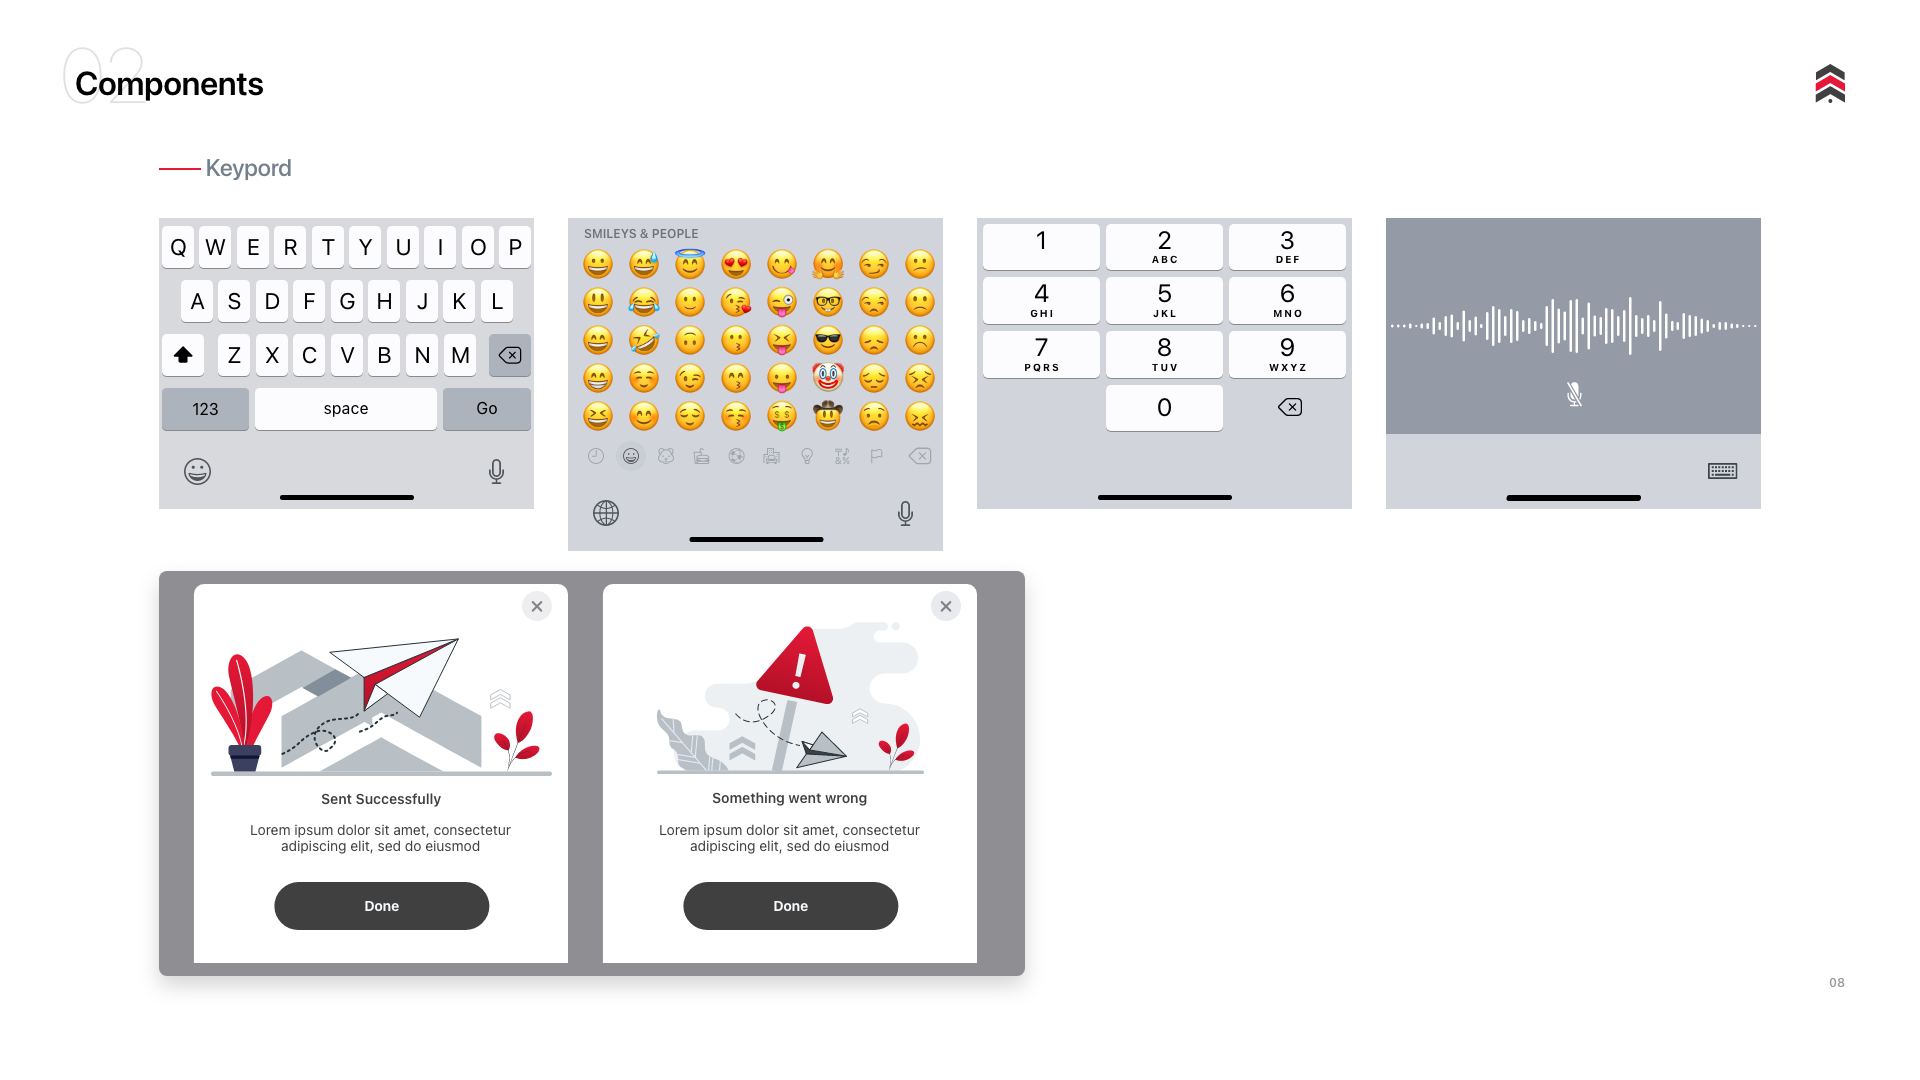 02
Components
Keypord
Q W E R T Y U I O P
A S D F G H J K L
Z X C V B N M
123 space Go
SMILEYS & PEOPLE
1 2 3
ABC DEF
4 5 6
GHI JKL MNO
7 8 9
PQRS TUV WXYZ
0
Sent Successfully
Lorem ipsum dolor sit amet, consectetur
adipiscing elit, sed do eiusmod
Done
Something went wrong
Lorem ipsum dolor sit amet, consectetur
adipiscing elit, sed do eiusmod
Done
08